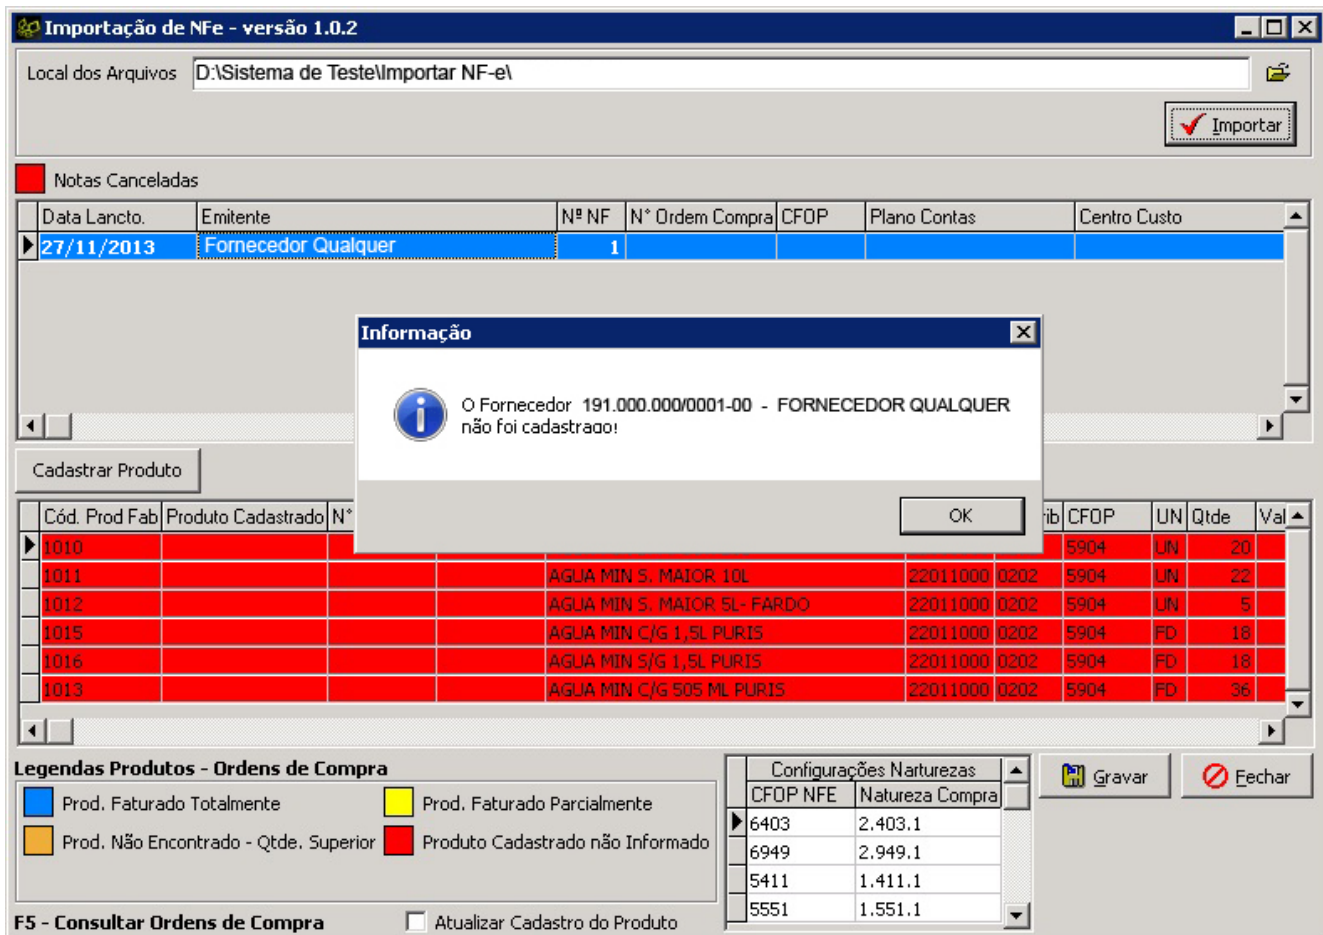 Importação de NFe - versão 1.0.2
Local dos Arquivos D:\Sistema de Teste\Importar NF-e\
Importar
Notas Canceladas
Data Lancto. Emitente Nº NF N° Ordem Compra CFOP Plano Contas Centro Custo
27/11/2013 Fornecedor Qualquer 1
Informação
O Fornecedor 191.000.000/0001-00 - FORNECEDOR QUALQUER
não foi cadastrado!
OK
Cadastrar Produto
Cód. Prod Fab Produto Cadastrado N° rib CFOP UN Qtde Val
1010 5904 UN 20
1011 AGUA MIN S. MAIOR 10L 22011000 0202 5904 UN 22
1012 AGUA MIN S. MAIOR 5L- FARDO 22011000 0202 5904 UN 5
1015 AGUA MIN C/G 1,5L PURIS 22011000 0202 5904 FD 18
1016 AGUA MIN S/G 1,5L PURIS 22011000 0202 5904 FD 18
1013 AGUA MIN C/G 505 ML PURIS 22011000 0202 5904 FD 36
Legendas Produtos - Ordens de Compra
Prod. Faturado Totalmente Prod. Faturado Parcialmente
Prod. Não Encontrado - Qtde. Superior Produto Cadastrado não Informado
F5 - Consultar Ordens de Compra Atualizar Cadastro do Produto
Configurações Narturezas
CFOP NFE Natureza Compra
6403 2.403.1
6949 2.949.1
5411 1.411.1
5551 1.551.1
Gravar Fechar